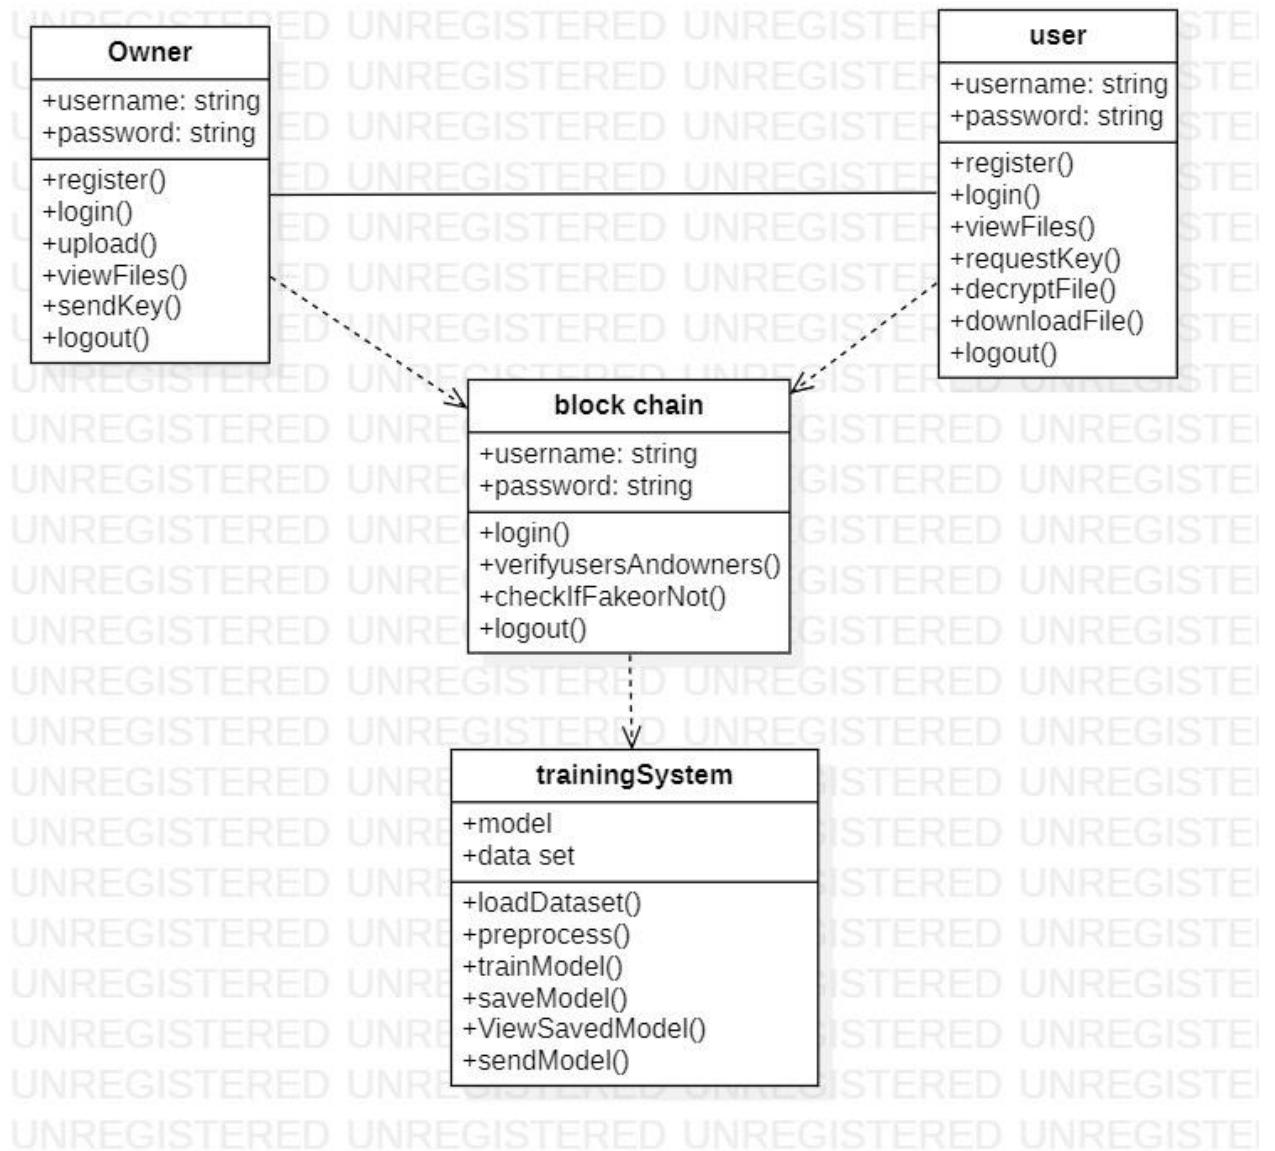 Owner
+username: string
+password: string
+register()
+login()
+upload()
+viewFiles()
+sendKey()
+logout()
user
+username: string
+password: string
+register()
+login()
+viewFiles()
+requestKey()
+decryptFile()
+downloadFile()
+logout()
block chain
+username: string
+password: string
+login()
+verifyusersAndowners()
+checkIfFakeorNot()
+logout()
trainingSystem
+model
+data set
+loadDataset()
+preprocess()
+trainModel()
+saveModel()
+ViewSavedModel()
+sendModel()
UNREGISTERED